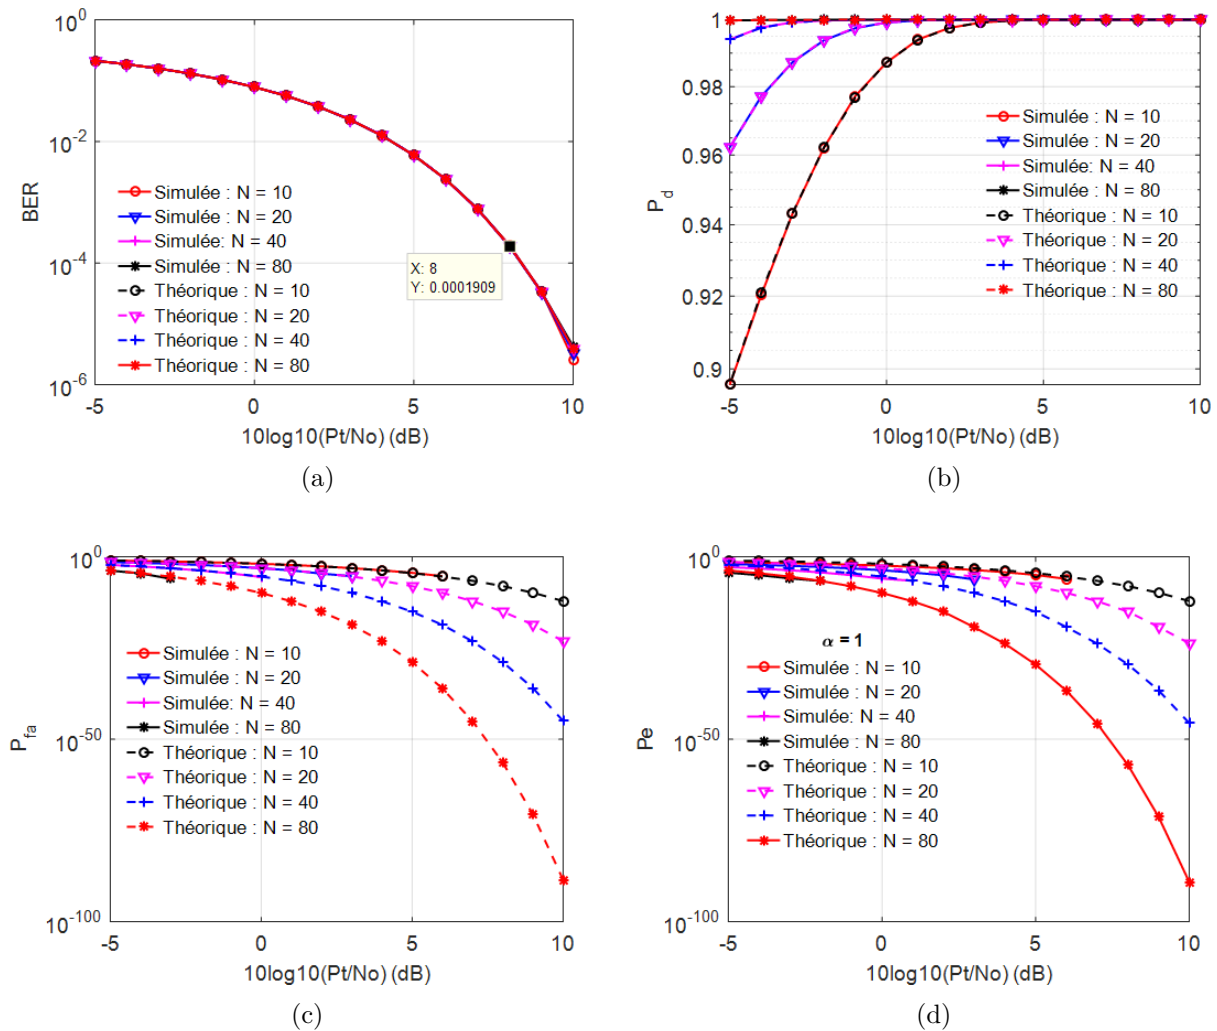 10^0
10^-2
10^-4
10^-6
BER
Simulée : N = 10
Simulée : N = 20
Simulée: N = 40
Simulée : N = 80
Théorique : N = 10
Théorique : N = 20
Théorique : N = 40
Théorique : N = 80
X: 8
Y: 0.0001909
-5 0 5 10
10log10(Pt/No) (dB)
(a)
1
0.98
0.96
0.94
0.92
0.9
P_d
Simulée : N = 10
Simulée : N = 20
Simulée: N = 40
Simulée : N = 80
Théorique : N = 10
Théorique : N = 20
Théorique : N = 40
Théorique : N = 80
-5 0 5 10
10log10(Pt/No) (dB)
(b)
10^0
10^-50
10^-100
P_fa
Simulée : N = 10
Simulée : N = 20
Simulée: N = 40
Simulée : N = 80
Théorique : N = 10
Théorique : N = 20
Théorique : N = 40
Théorique : N = 80
-5 0 5 10
10log10(Pt/No) (dB)
(c)
10^0
10^-50
10^-100
Pe
α = 1
Simulée : N = 10
Simulée : N = 20
Simulée: N = 40
Simulée : N = 80
Théorique : N = 10
Théorique : N = 20
Théorique : N = 40
Théorique : N = 80
-5 0 5 10
10log10(Pt/No) (dB)
(d)